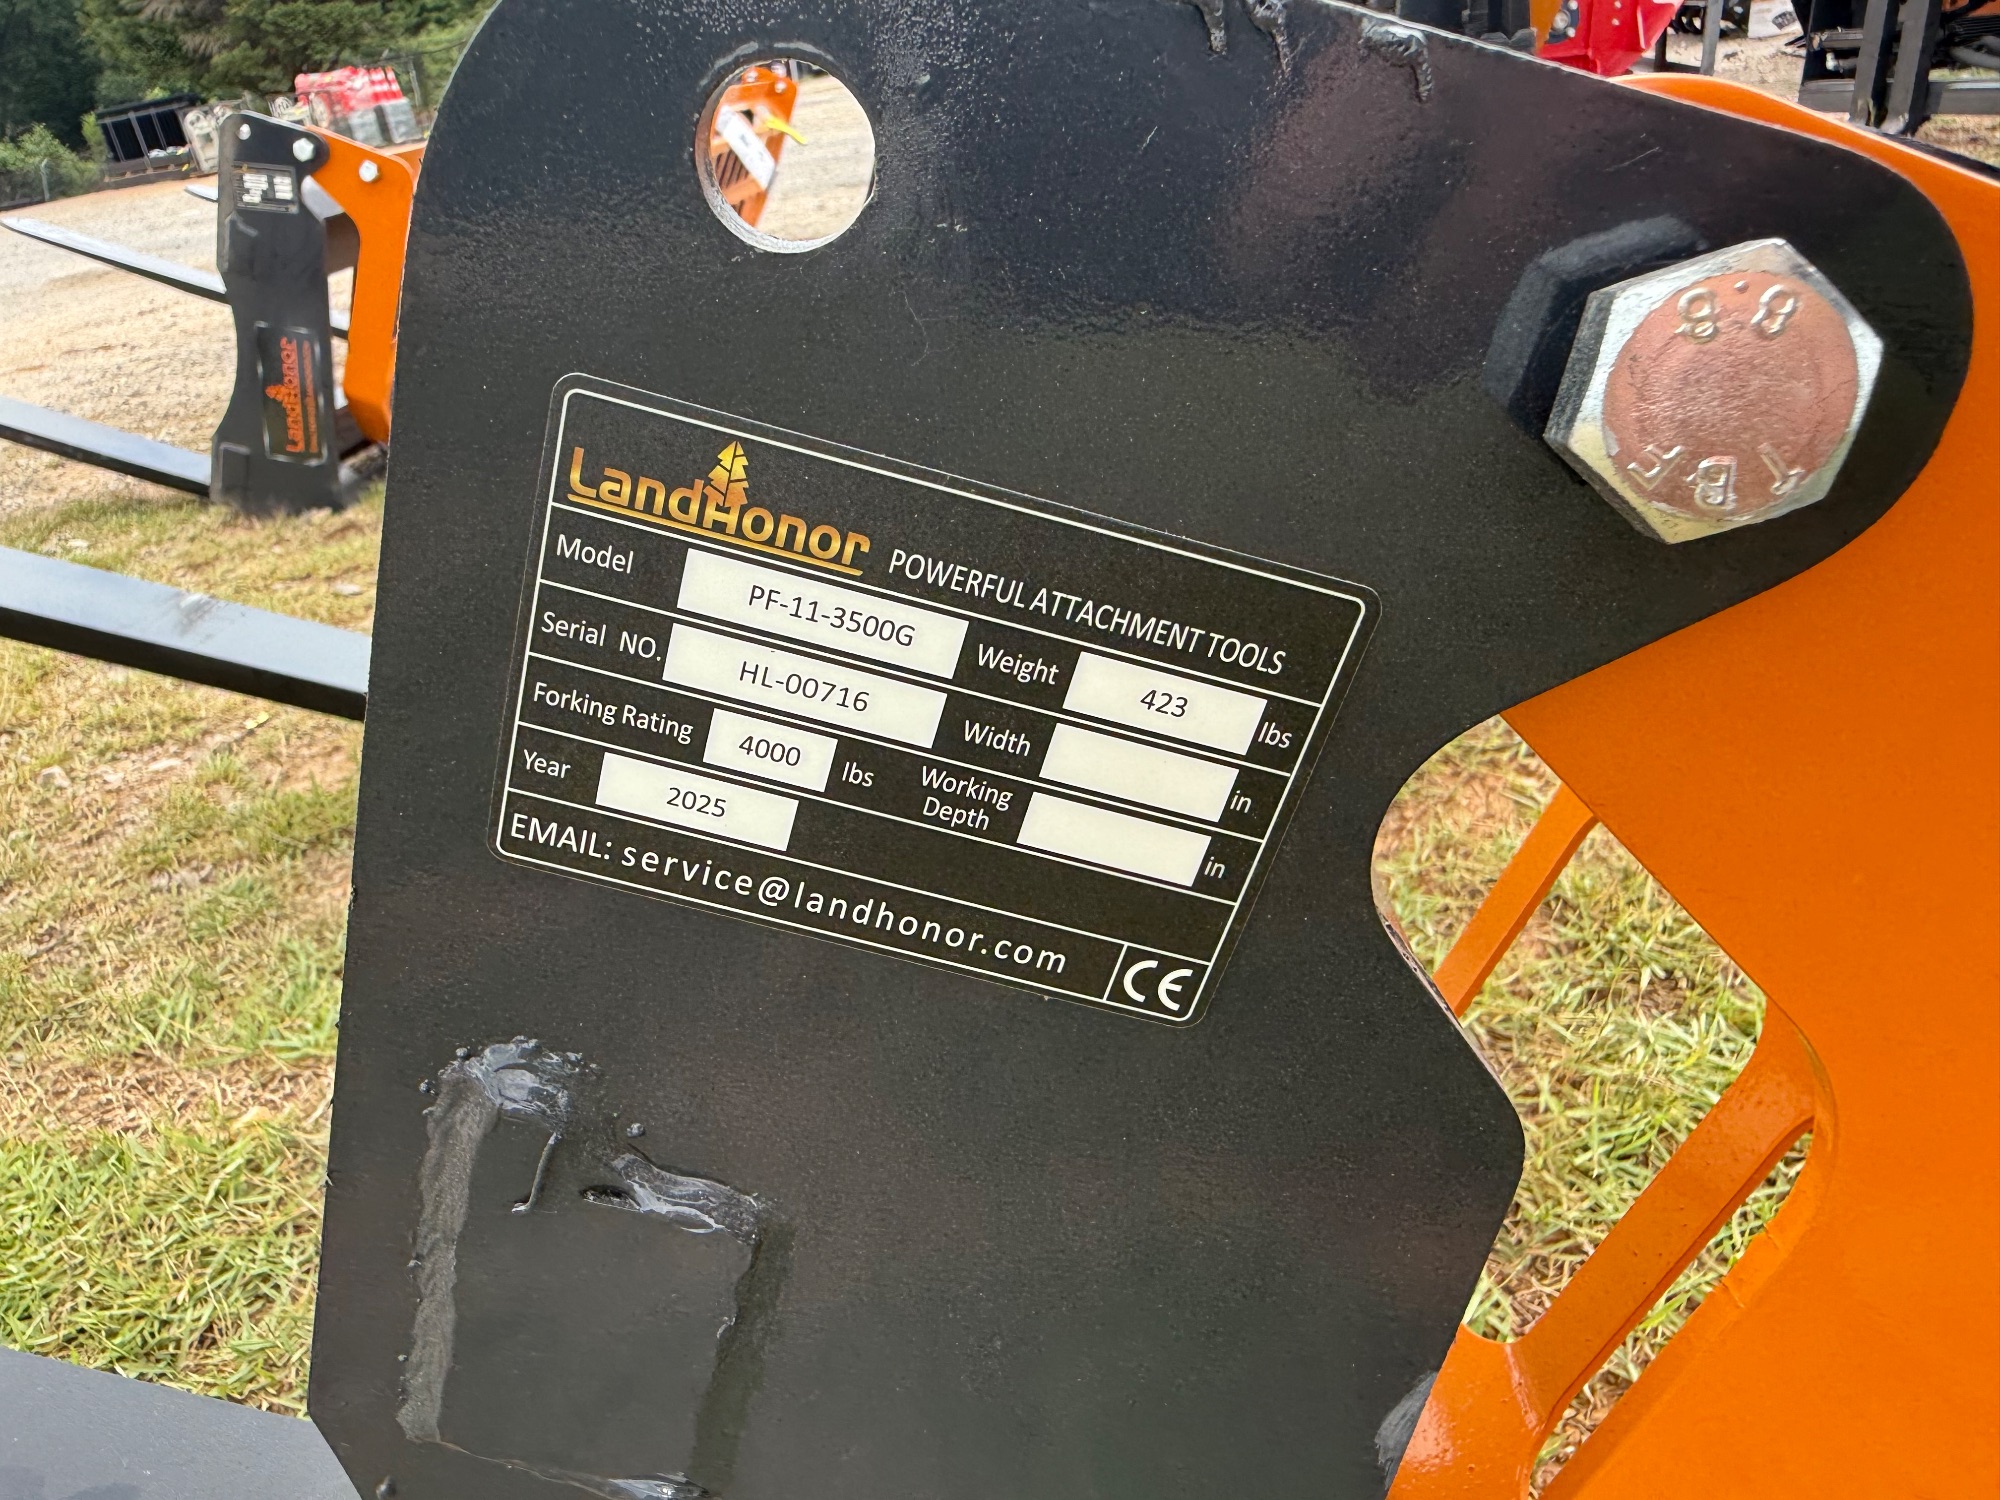 LandHonor POWERFUL ATTACHMENT TOOLS
Model PF-11-3500G Weight 423 lbs
Serial NO. HL-00716 Width in
Forking Rating 4000 lbs Working Depth in
Year 2025
EMAIL: service@landhonor.com CE
8.8
TBF
LandHonor